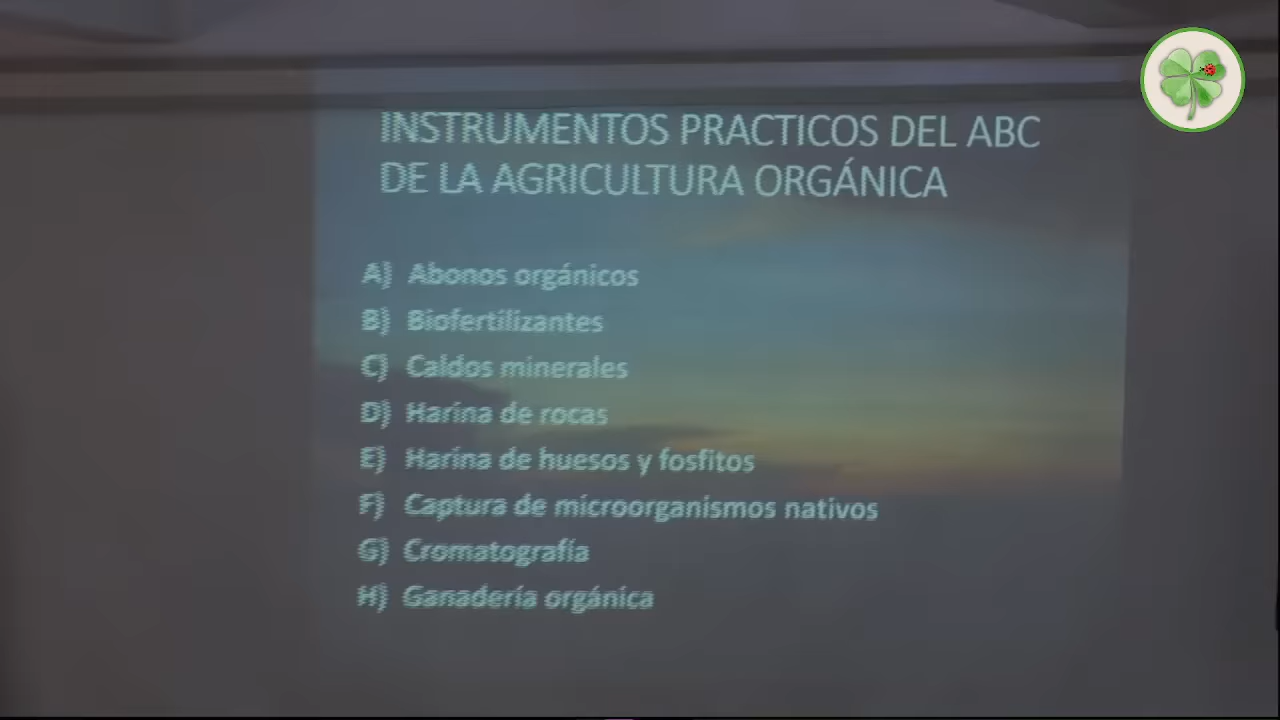 INSTRUMENTOS PRACTICOS DEL ABC
DE LA AGRICULTURA ORGÁNICA
A) Abonos orgánicos
B) Biofertilizantes
C) Caldos minerales
D) Harina de rocas
E) Harina de huesos y fosfitos
F) Captura de microorganismos nativos
G) Cromatografía
H) Ganadería orgánica